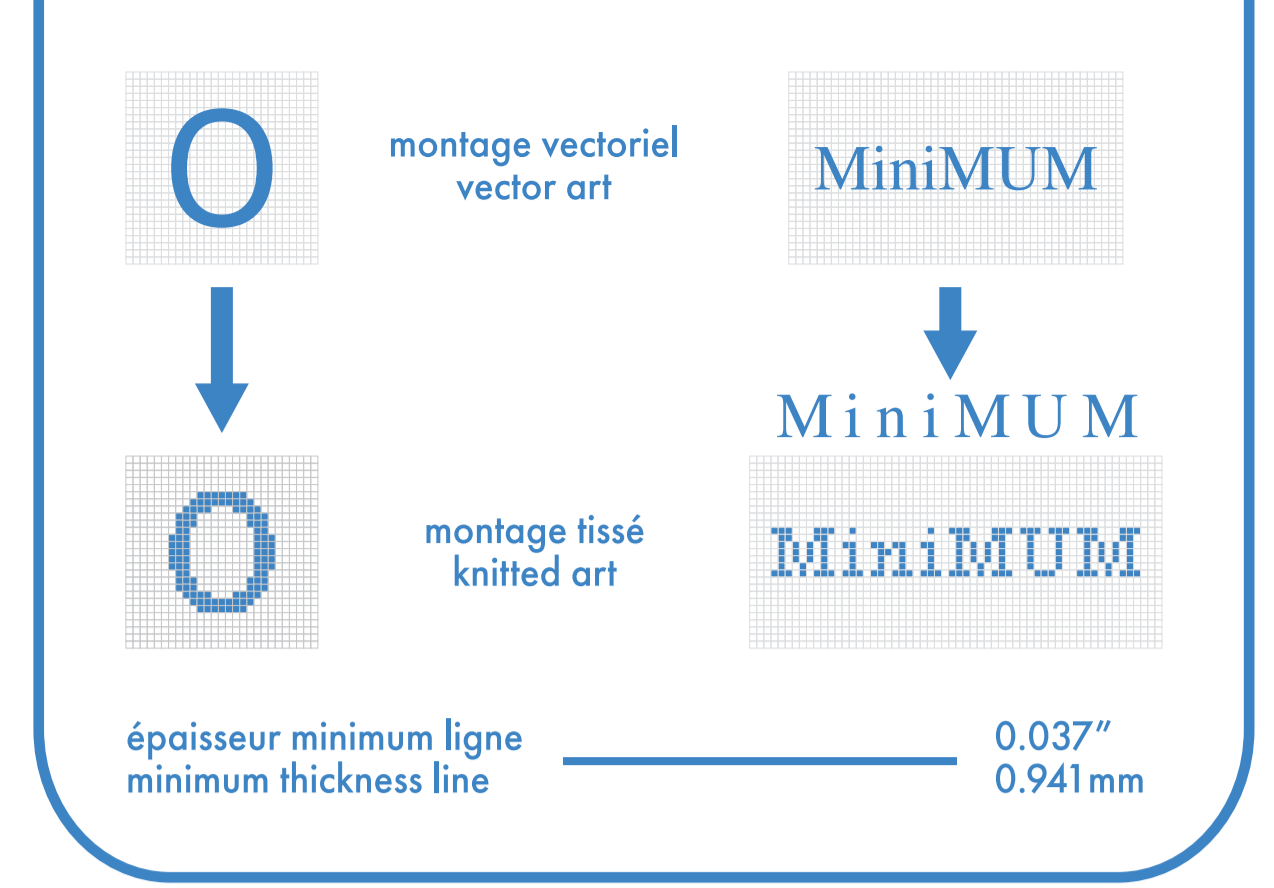 O
montage vectoriel
vector art
MiniMUM
MiniMUM
O
montage tissé
knitted art
MiniMUM
épaisseur minimum ligne
minimum thickness line
0.037"
0.941mm